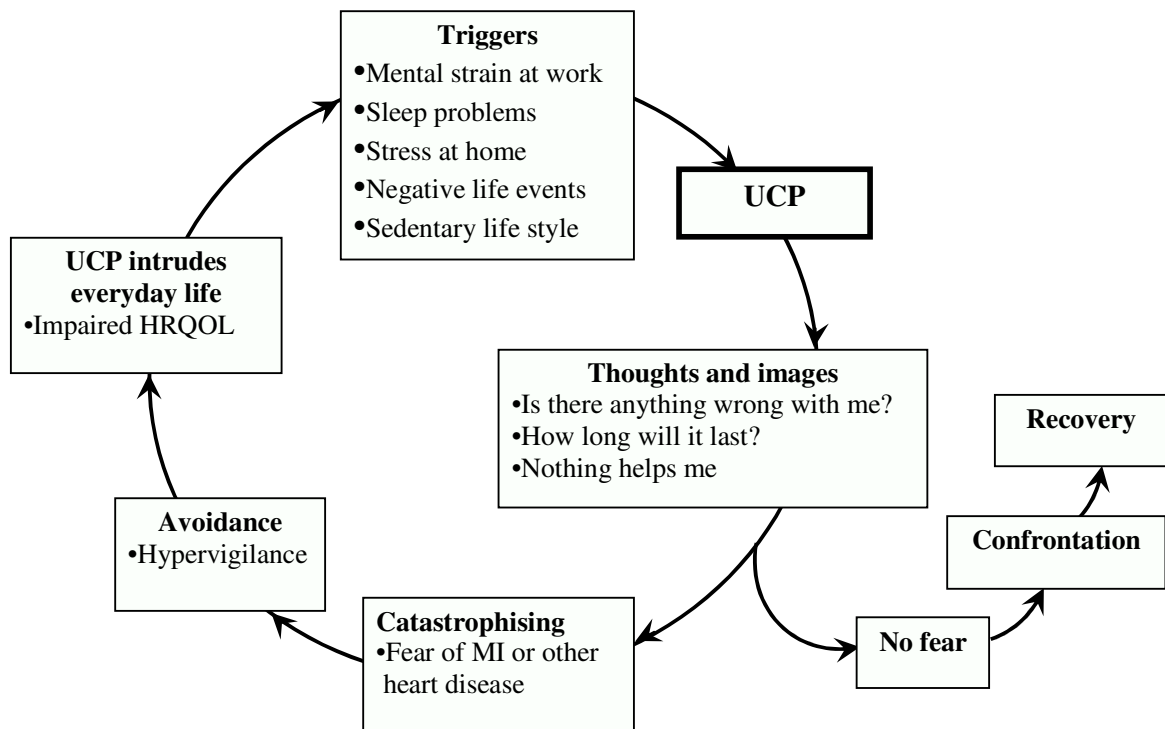 Triggers
•Mental strain at work
•Sleep problems
•Stress at home
•Negative life events
•Sedentary life style
UCP
UCP intrudes
everyday life
•Impaired HRQOL
Thoughts and images
•Is there anything wrong with me?
•How long will it last?
•Nothing helps me
Recovery
Confrontation
Avoidance
•Hypervigilance
Catastrophising
•Fear of MI or other
heart disease
No fear